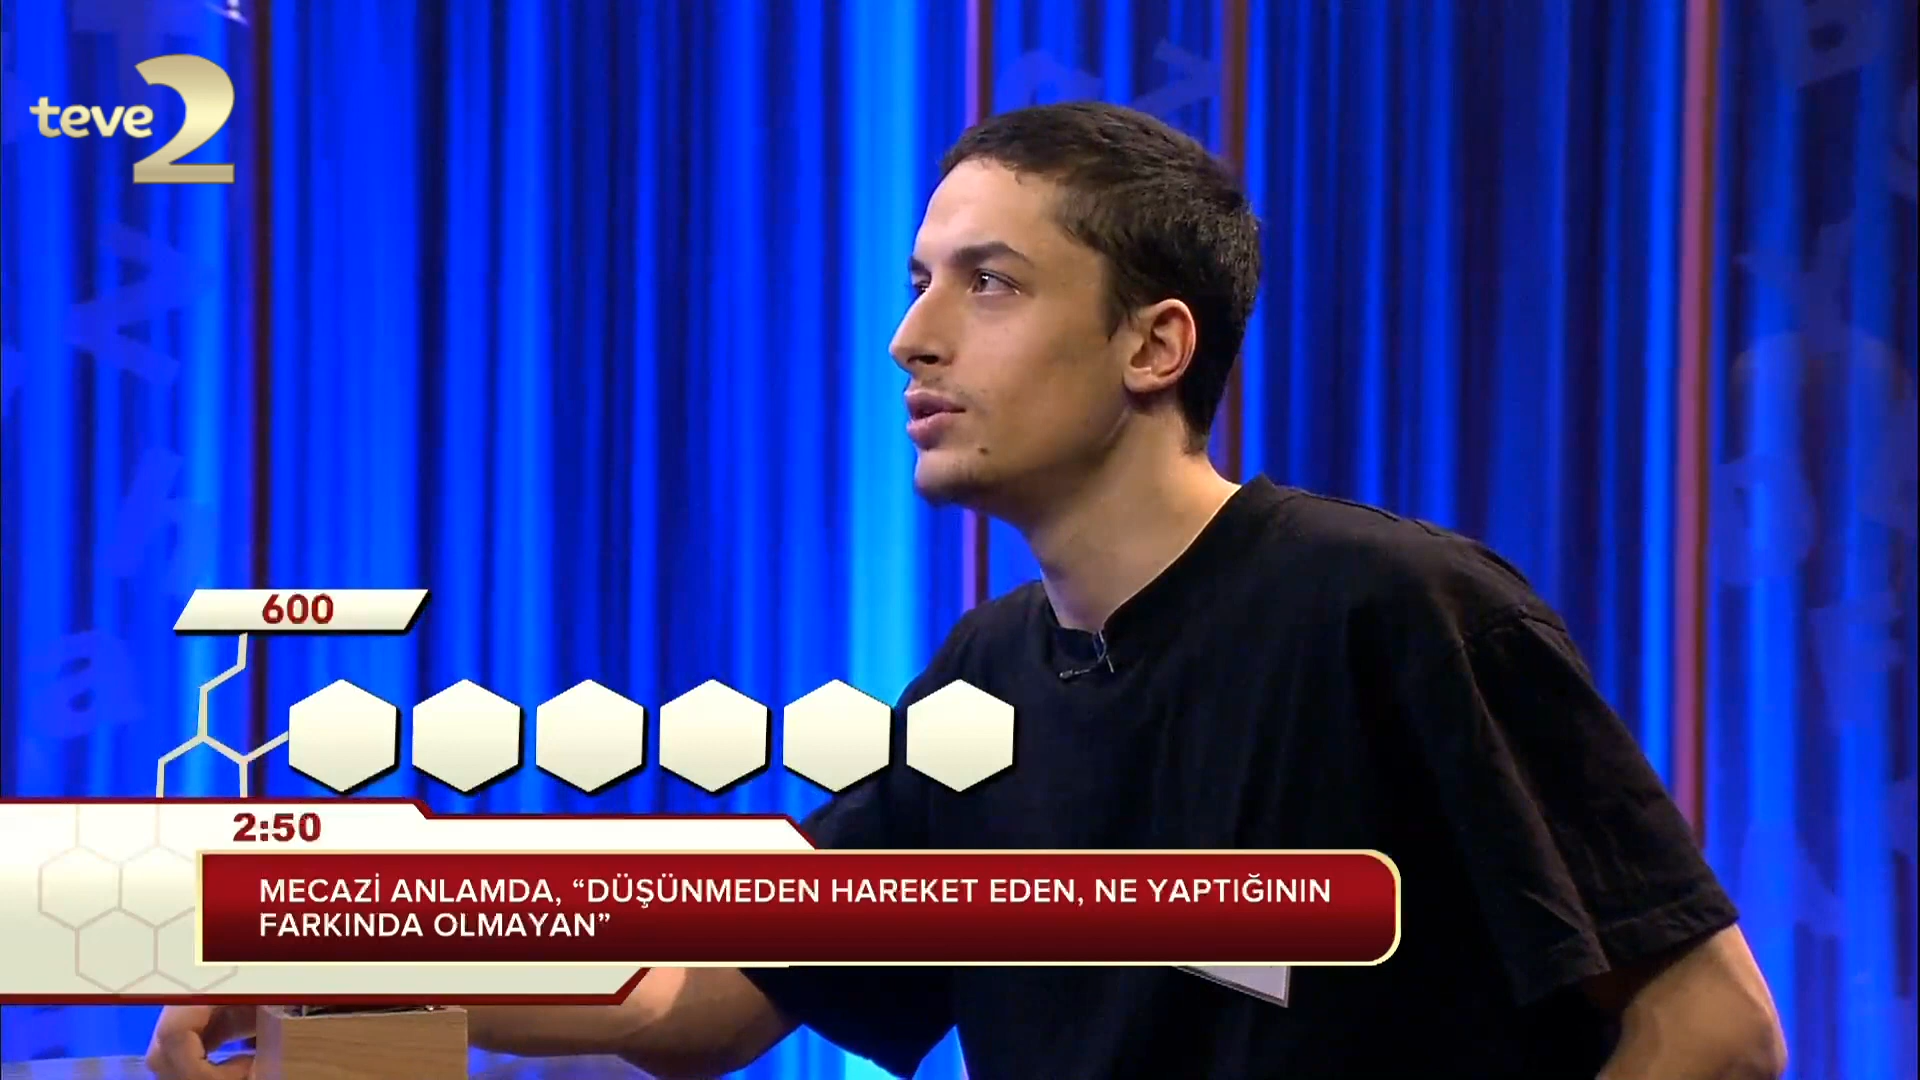 teve2
600
2:50
MECAZİ ANLAMDA, “DÜŞÜNMEDEN HAREKET EDEN, NE YAPTIĞININ
FARKINDA OLMAYAN”